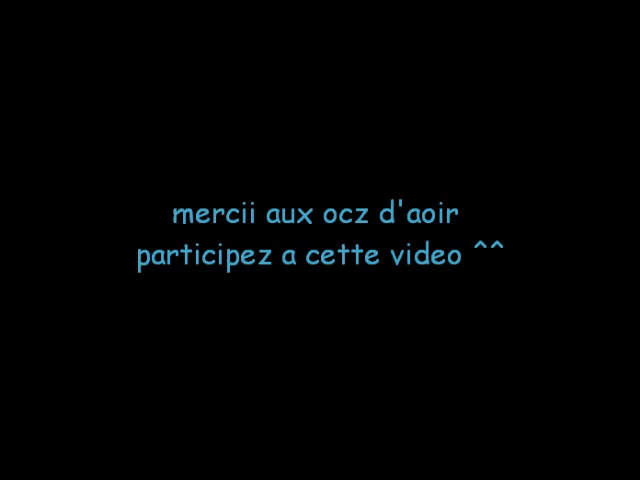 mercii aux ocz d'aoir
participez a cette video ^^